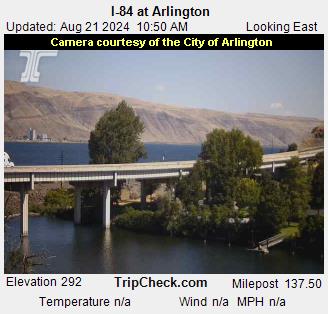 I-84 at Arlington
Updated: Aug 21 2024 10:50 AM Looking East
Camera courtesy of the City of Arlington
Elevation 292 TripCheck.com Milepost 137.50
Temperature n/a Wind n/a MPH n/a